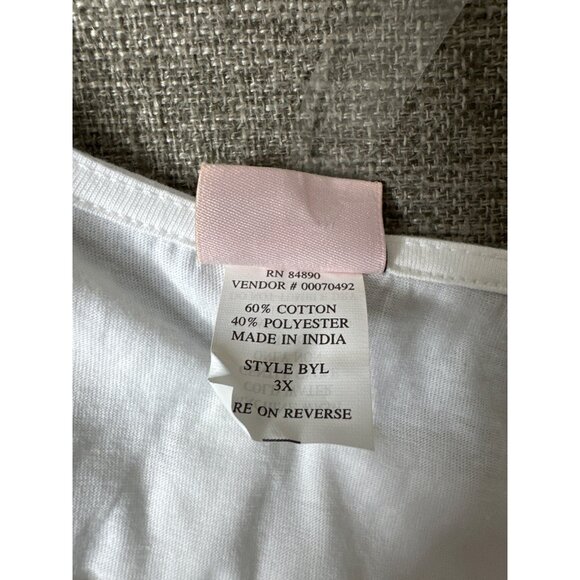 RN 84890
VENDOR # 00070492
60% COTTON
40% POLYESTER
MADE IN INDIA
STYLE BYL
3X
RE ON REVERSE